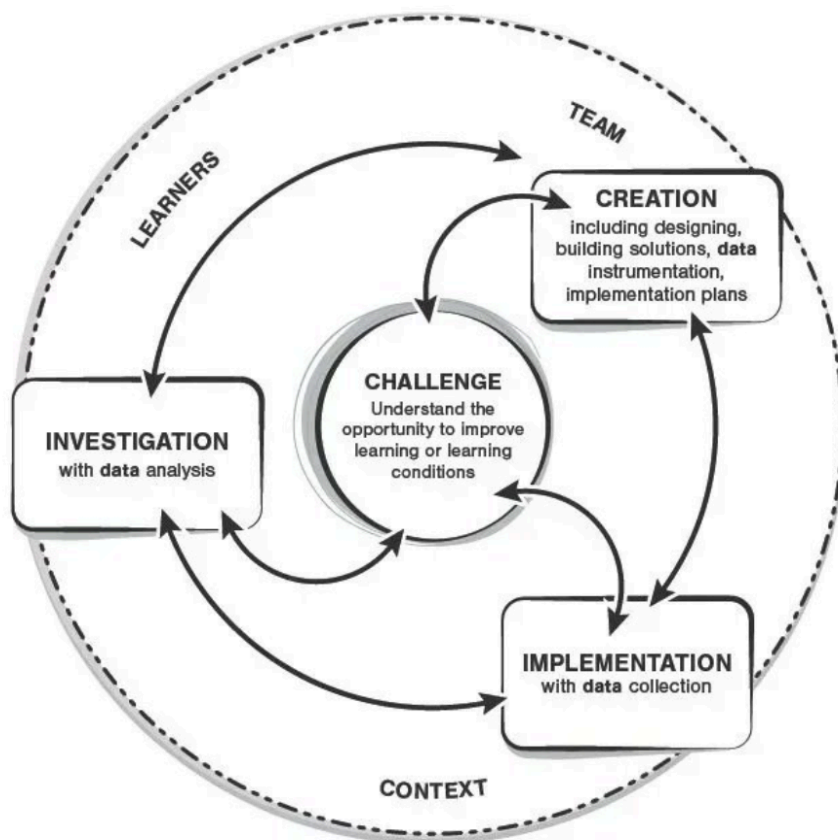 LEARNERS
TEAM
CREATION
including designing,
building solutions, data
instrumentation,
implementation plans
CHALLENGE
Understand the
opportunity to improve
learning or learning
conditions
INVESTIGATION
with data analysis
IMPLEMENTATION
with data collection
CONTEXT